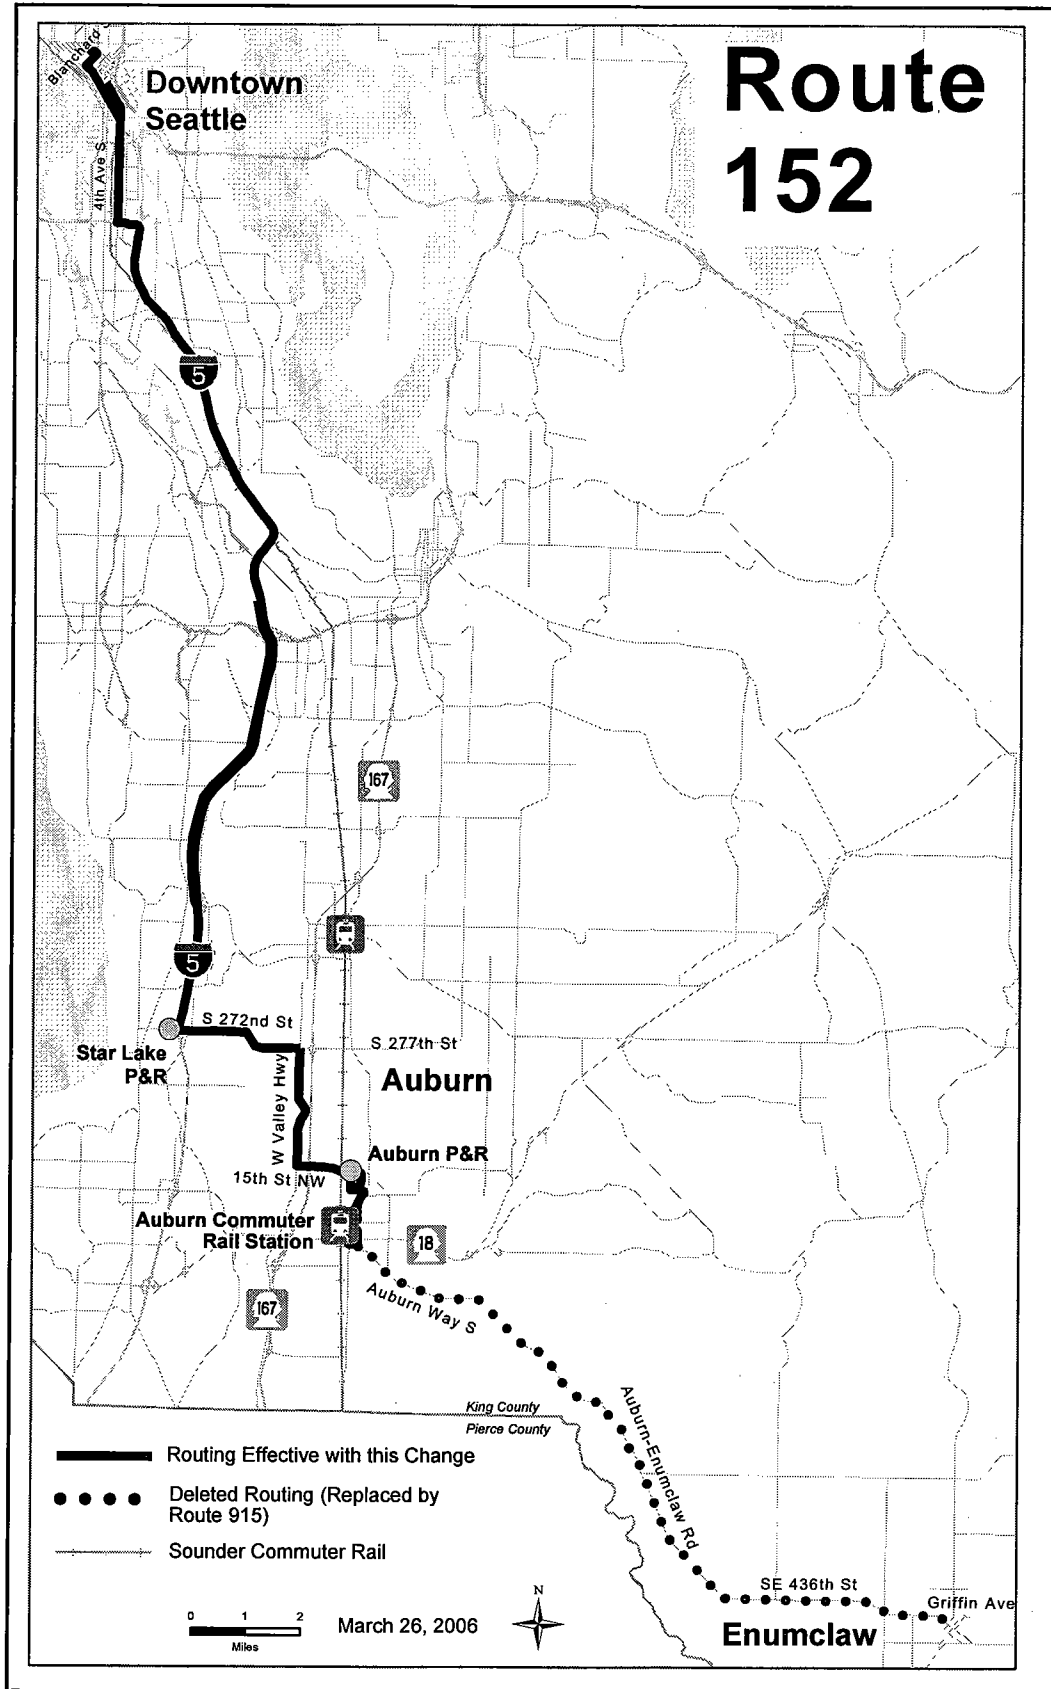 Route
152
Blanchard
Downtown
Seattle
4th Ave S
5
167
5
S 272nd St
Star Lake
P&R
S 277th St
W Valley Hwy
Auburn
Auburn P&R
15th St NW
Auburn Commuter
Rail Station
18
167
Auburn Way S
Auburn-Enumclaw Rd
King County
Pierce County
Routing Effective with this Change
Deleted Routing (Replaced by
Route 915)
Sounder Commuter Rail
SE 436th St
Griffin Ave
Enumclaw
0 1 2
Miles
March 26, 2006
N